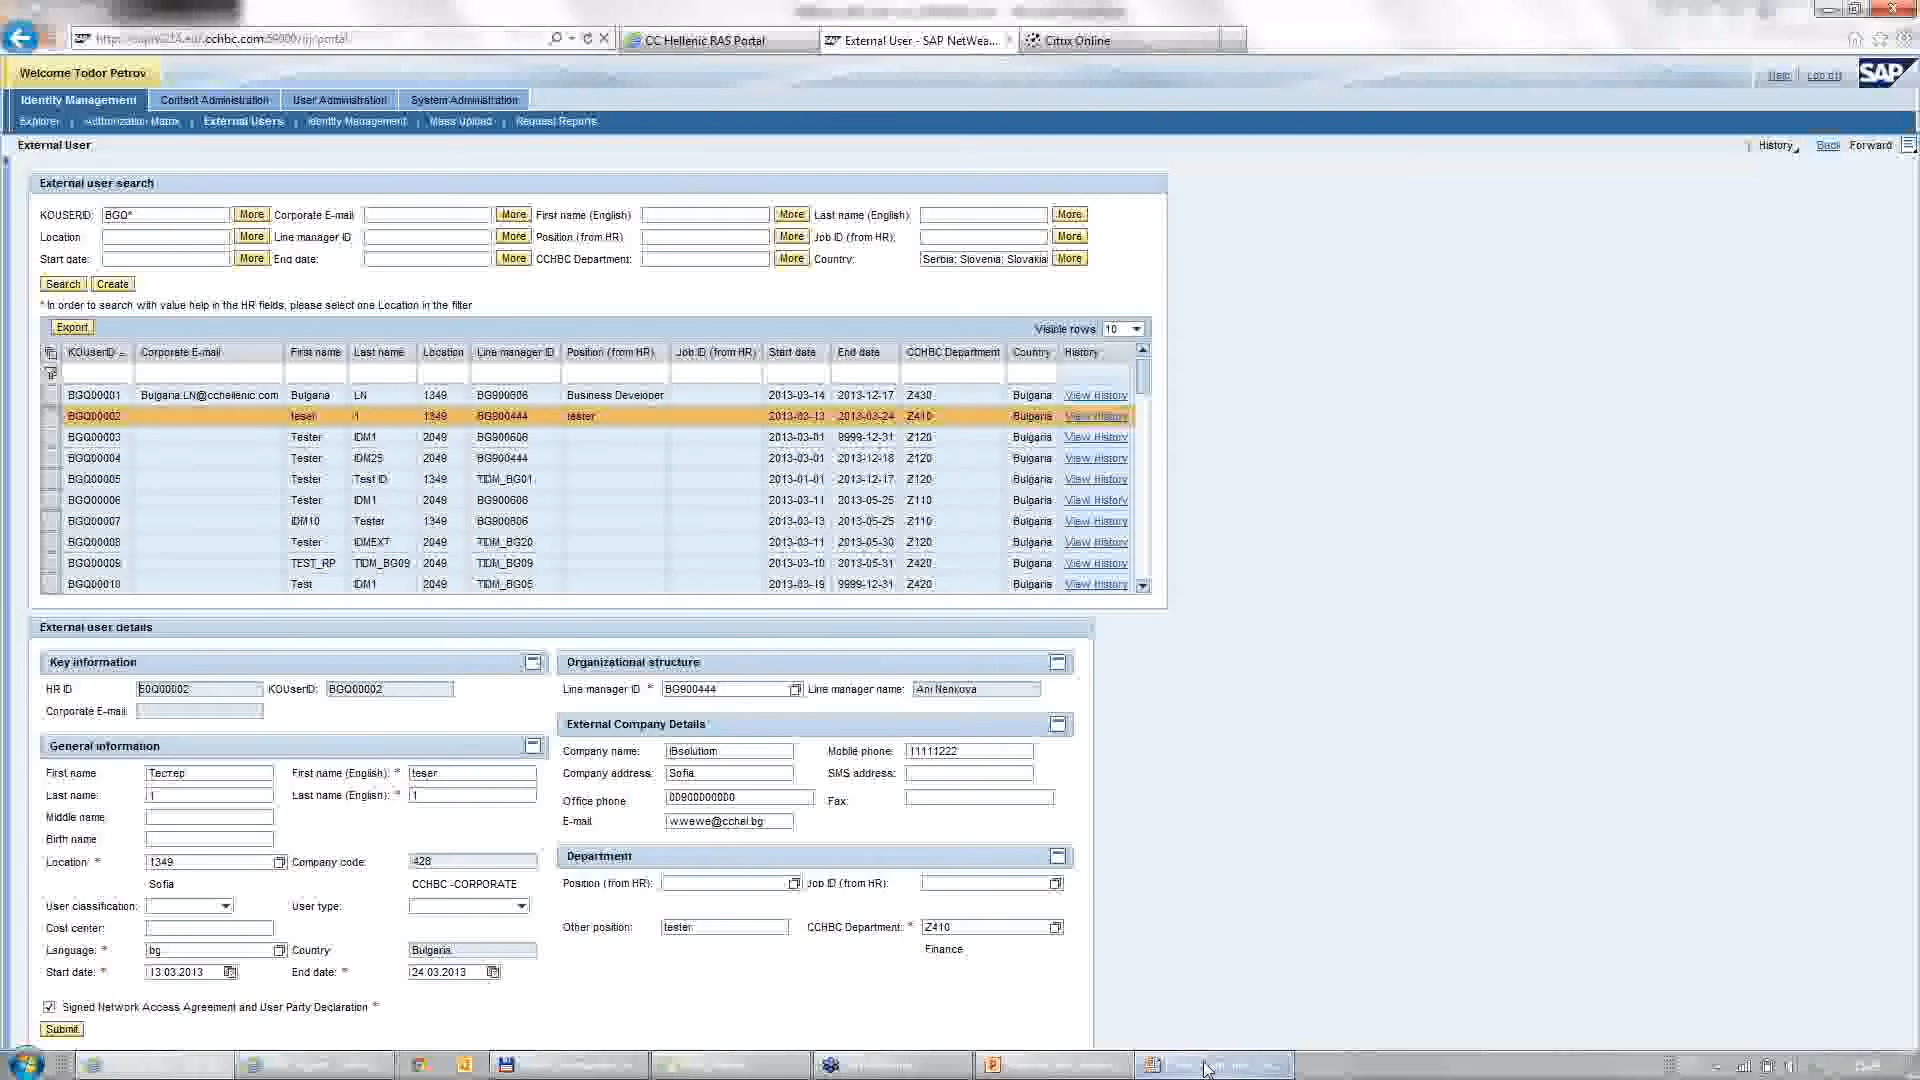 cchbc.com:59000/irj/portal
CC Hellenic RAS Portal
External User - SAP NetWea...
Citrix Online
Welcome Todor Petrov
Help
Log off
SAP
Identity Management
Content Administration
User Administration
System Administration
Explorer
Authorization Matrix
External Users
Identity Management
Mass Upload
Request Reports
External User
History
Back
Forward
External user search
KOUSERID: BGQ* More Corporate E-mail More First name (English) More Last name (English): More
Location More Line manager ID More Position (from HR) More Job ID (from HR): More
Start date: More End date: More CCHBC Department: More Country: Serbia; Slovenia; Slovakia More
Search Create
* In order to search with value help in the HR fields, please select one Location in the filter
Export
Visible rows 10
KOUserID Corporate E-mail First name Last name Location Line manager ID Position (from HR) Job ID (from HR) Start date End date CCHBC Department Country History
BGQ00001 Bulgaria.LN@cchellenic.com Bulgaria LN 1349 BG900606 Business Developer 2013-03-14 2013-12-17 Z430 Bulgaria View History
BGQ00002 teser 1 1349 BG900444 tester 2013-03-13 2013-03-24 Z410 Bulgaria View History
BGQ00003 Tester IDM1 2049 BG900606 2013-03-01 9999-12-31 Z120 Bulgaria View History
BGQ00004 Tester IDM25 2049 BG900444 2013-03-01 2013-12-18 Z120 Bulgaria View History
BGQ00005 Tester Test ID 1349 TIDM_BG01 2013-01-01 2013-12-17 Z120 Bulgaria View History
BGQ00006 Tester IDM1 2049 BG900606 2013-03-11 2013-05-25 Z110 Bulgaria View History
BGQ00007 IDM10 Tester 1349 BG900606 2013-03-13 2013-05-25 Z110 Bulgaria View History
BGQ00008 Tester IDMEXT 2049 TIDM_BG20 2013-03-11 2013-05-30 Z120 Bulgaria View History
BGQ00009 TEST_RP TIDM_BG09 2049 TIDM_BG09 2013-03-10 2013-05-31 Z420 Bulgaria View History
BGQ00010 Test IDM1 2049 TIDM_BG05 2013-03-19 9999-12-31 Z420 Bulgaria View History
External user details
Key information
HR ID E0Q00002 KOUserID: BGQ00002
Corporate E-mail:
General information
First name Тестер First name (English): * teser
Last name: 1 Last name (English): * 1
Middle name:
Birth name:
Location: * 1349 Company code: 428
Sofia CCHBC -CORPORATE
User classification: User type:
Cost center:
Language: * bg Country Bulgaria
Start date: * 13.03.2013 End date: * 24.03.2013
Signed Network Access Agreement and User Party Declaration *
Submit
Organizational structure
Line manager ID * BG900444 Line manager name: Ani Nenkova
External Company Details
Company name: IBsolutiom Mobile phone: 11111222
Company address: Sofia SMS address:
Office phone: 00900000000 Fax:
E-mail w.wewe@cchel.bg
Department
Position (from HR): Job ID (from HR):
Other position: tester CCHBC Department: * Z410
Finance